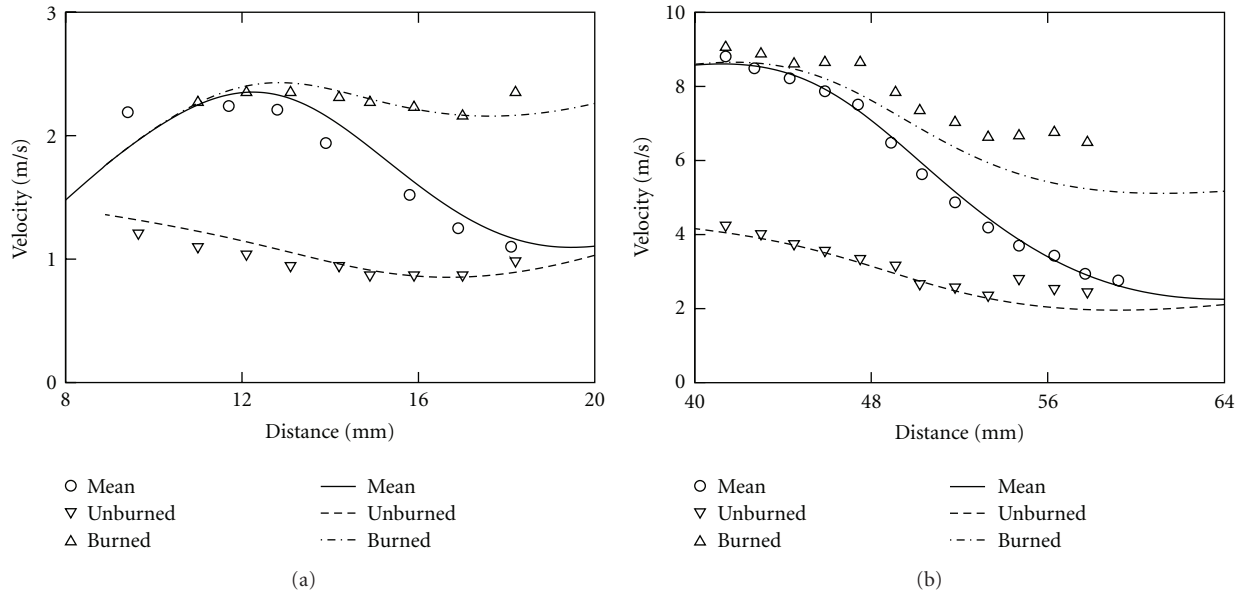 3
2
1
0
Velocity (m/s)
8
12
16
20
Distance (mm)
Mean
Unburned
Burned
Mean
Unburned
Burned
(a)
10
8
6
4
2
0
Velocity (m/s)
40
48
56
64
Distance (mm)
Mean
Unburned
Burned
Mean
Unburned
Burned
(b)